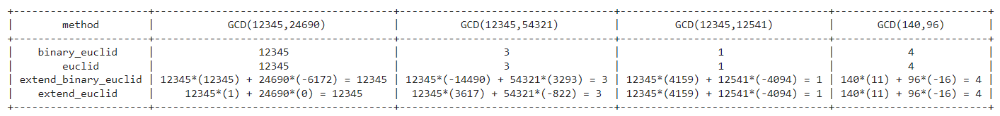 +-----------------------+----------------------------------------+------------------------------------+------------------------------------+--------------------------+
| method | GCD(12345,24690) | GCD(12345,54321) | GCD(12345,12541) | GCD(140,96) |
+-----------------------+----------------------------------------+------------------------------------+------------------------------------+--------------------------+
| binary_euclid | 12345 | 3 | 1 | 4 |
| euclid | 12345 | 3 | 1 | 4 |
| extend_binary_euclid | 12345*(12345) + 24690*(-6172) = 12345 | 12345*(-14490) + 54321*(3293) = 3 | 12345*(4159) + 12541*(-4094) = 1 | 140*(11) + 96*(-16) = 4 |
| extend_euclid | 12345*(1) + 24690*(0) = 12345 | 12345*(3617) + 54321*(-822) = 3 | 12345*(4159) + 12541*(-4094) = 1 | 140*(11) + 96*(-16) = 4 |
+-----------------------+----------------------------------------+------------------------------------+------------------------------------+--------------------------+